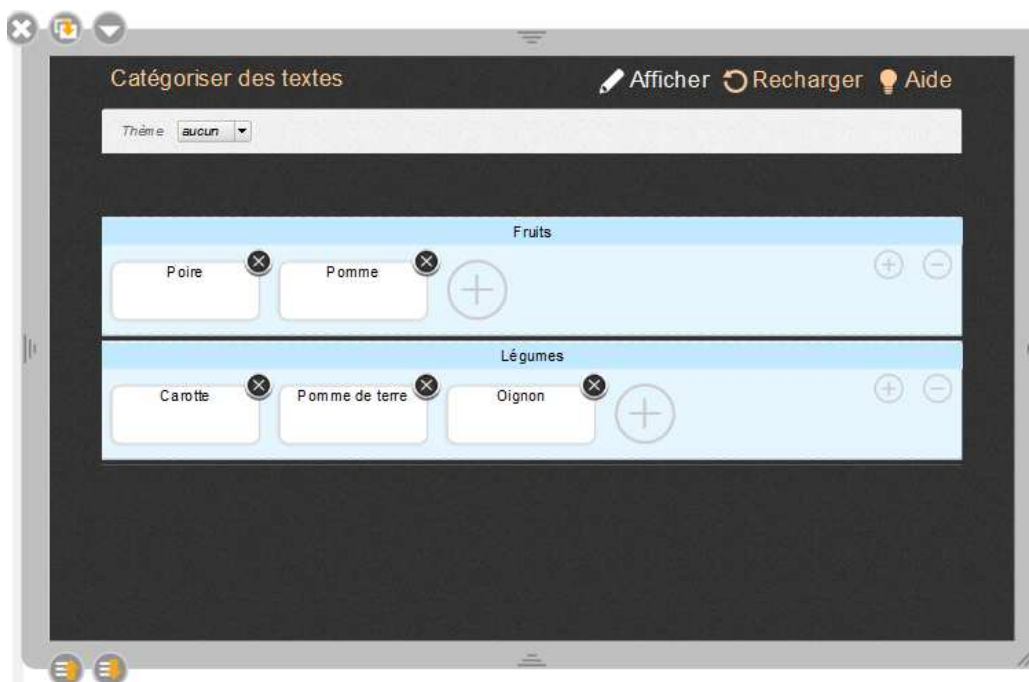 Catégoriser des textes Afficher Recharger Aide
Thème aucun
Fruits
Poire Pomme
Légumes
Carotte Pomme de terre Oignon